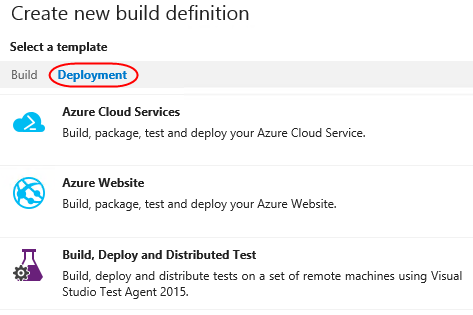 Create new build definition
Select a template
Build Deployment
Azure Cloud Services
Build, package, test and deploy your Azure Cloud Service.
Azure Website
Build, package, test and deploy your Azure Website.
Build, Deploy and Distributed Test
Build, deploy and distribute tests on a set of remote machines using Visual
Studio Test Agent 2015.